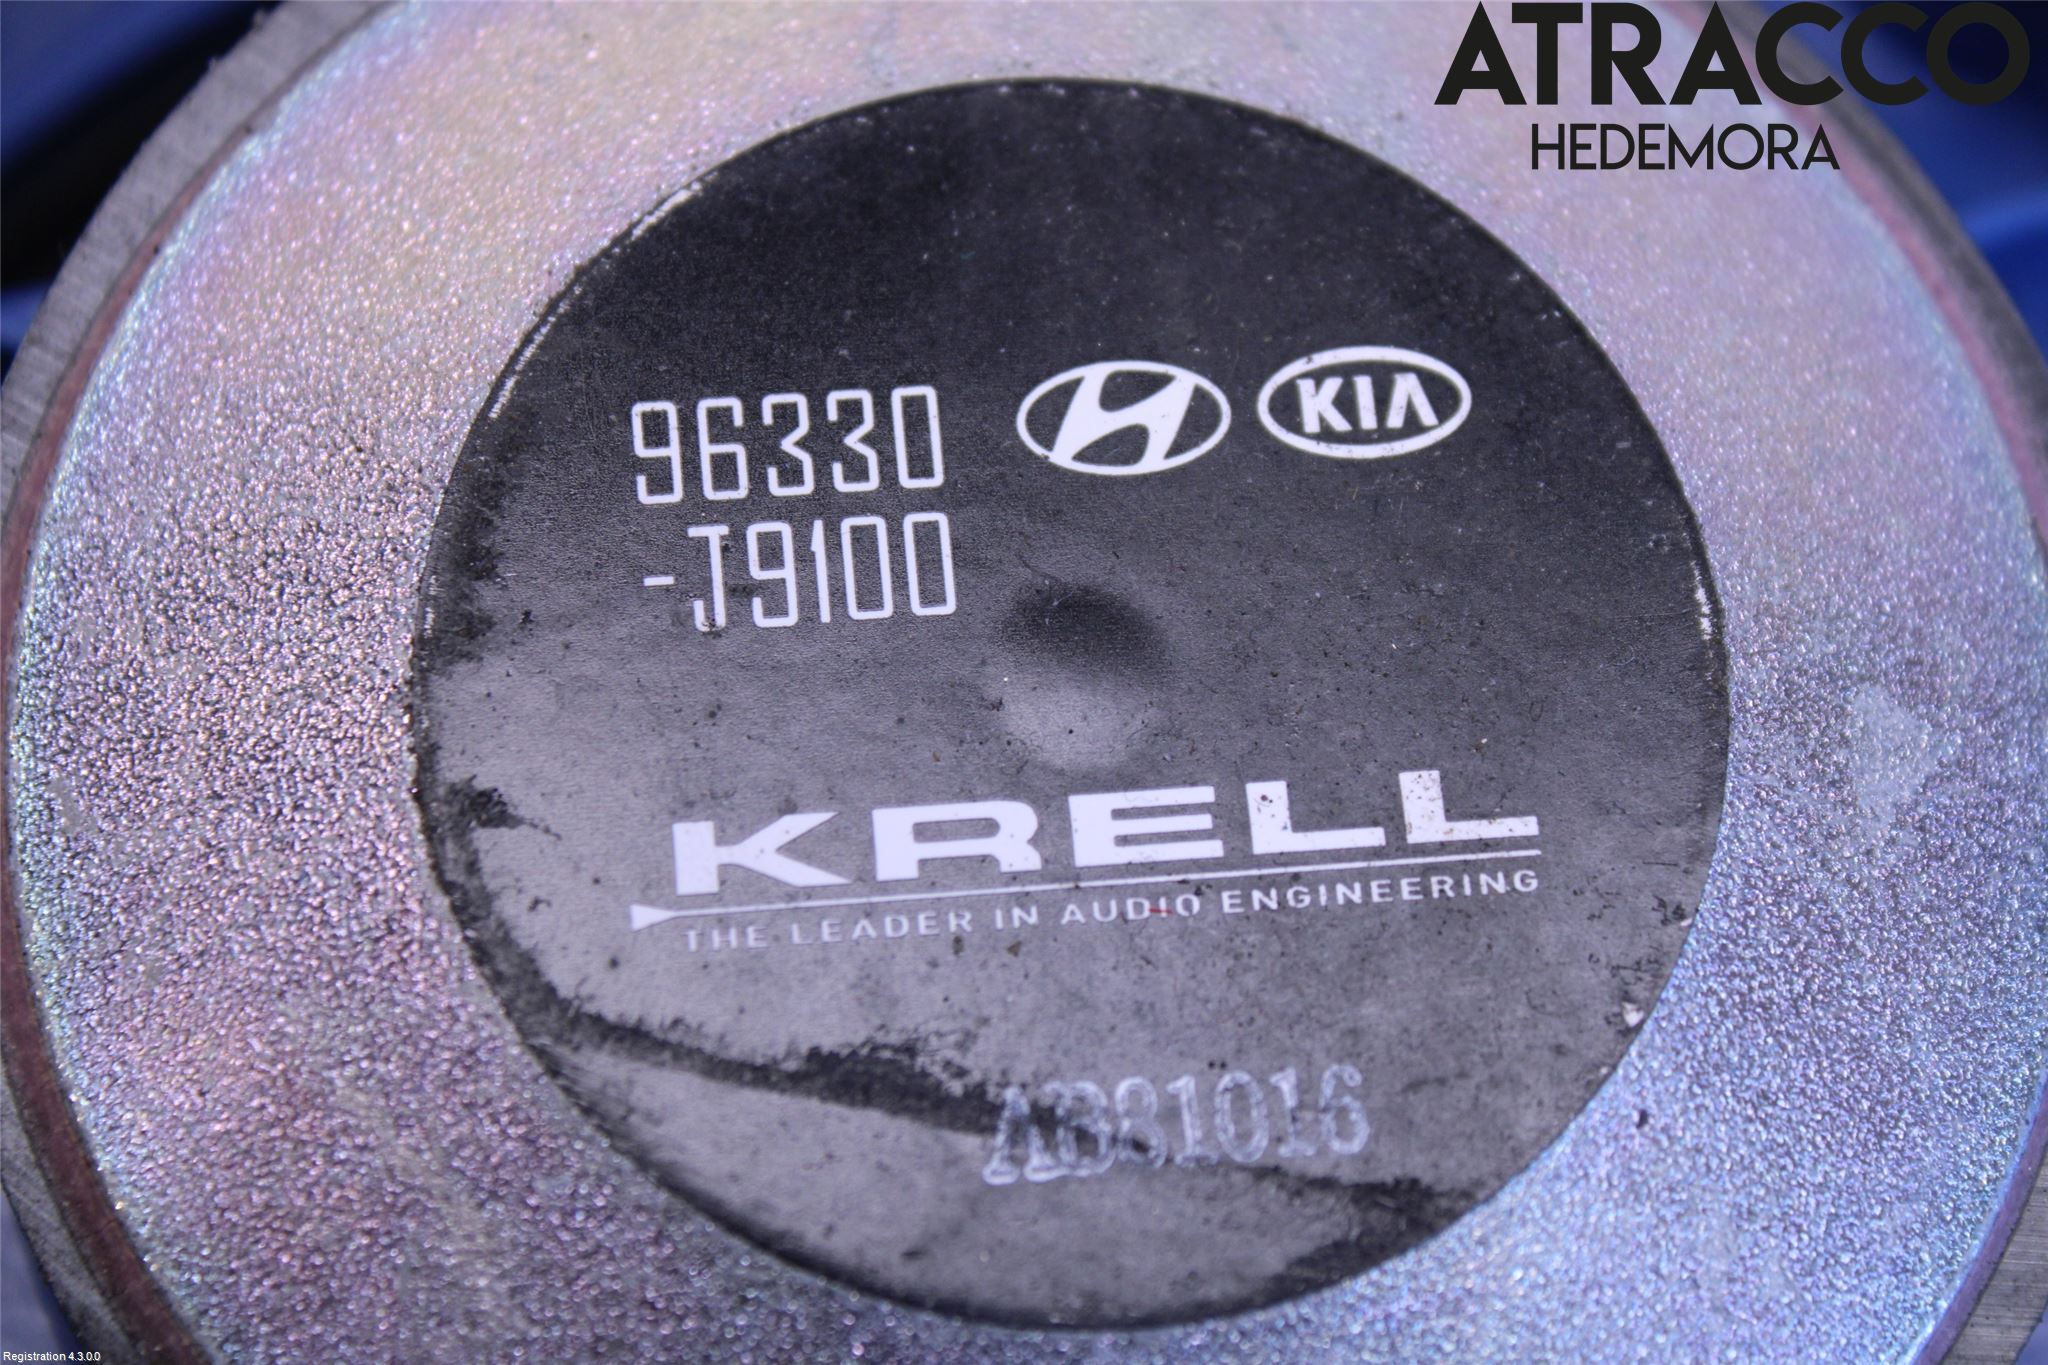 ATRACCO
HEDEMORA
96330
-J9100
KIA
KRELL
THE LEADER IN AUDIO ENGINEERING
AB81016
Registration 4.3.0.0